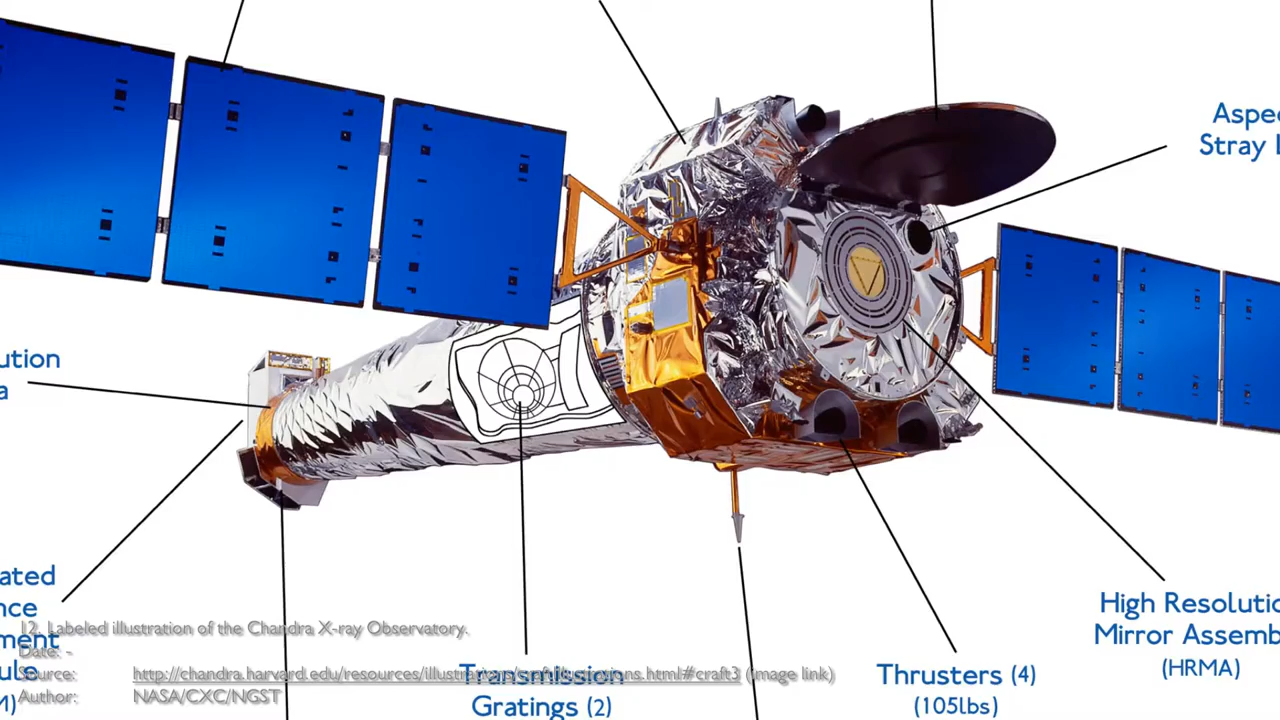 Aspe
Stray L
ution
a
ated
nce
ment
ule
M)
High Resolutio
Mirror Assemb
(HRMA)
Transmission
Gratings (2)
Thrusters (4)
(105lbs)
12. Labeled illustration of the Chandra X-ray Observatory.
Date: -
Source: http://chandra.harvard.edu/resources/illustrations/craftIllustrations.html#craft3 (image link)
Author: NASA/CXC/NGST